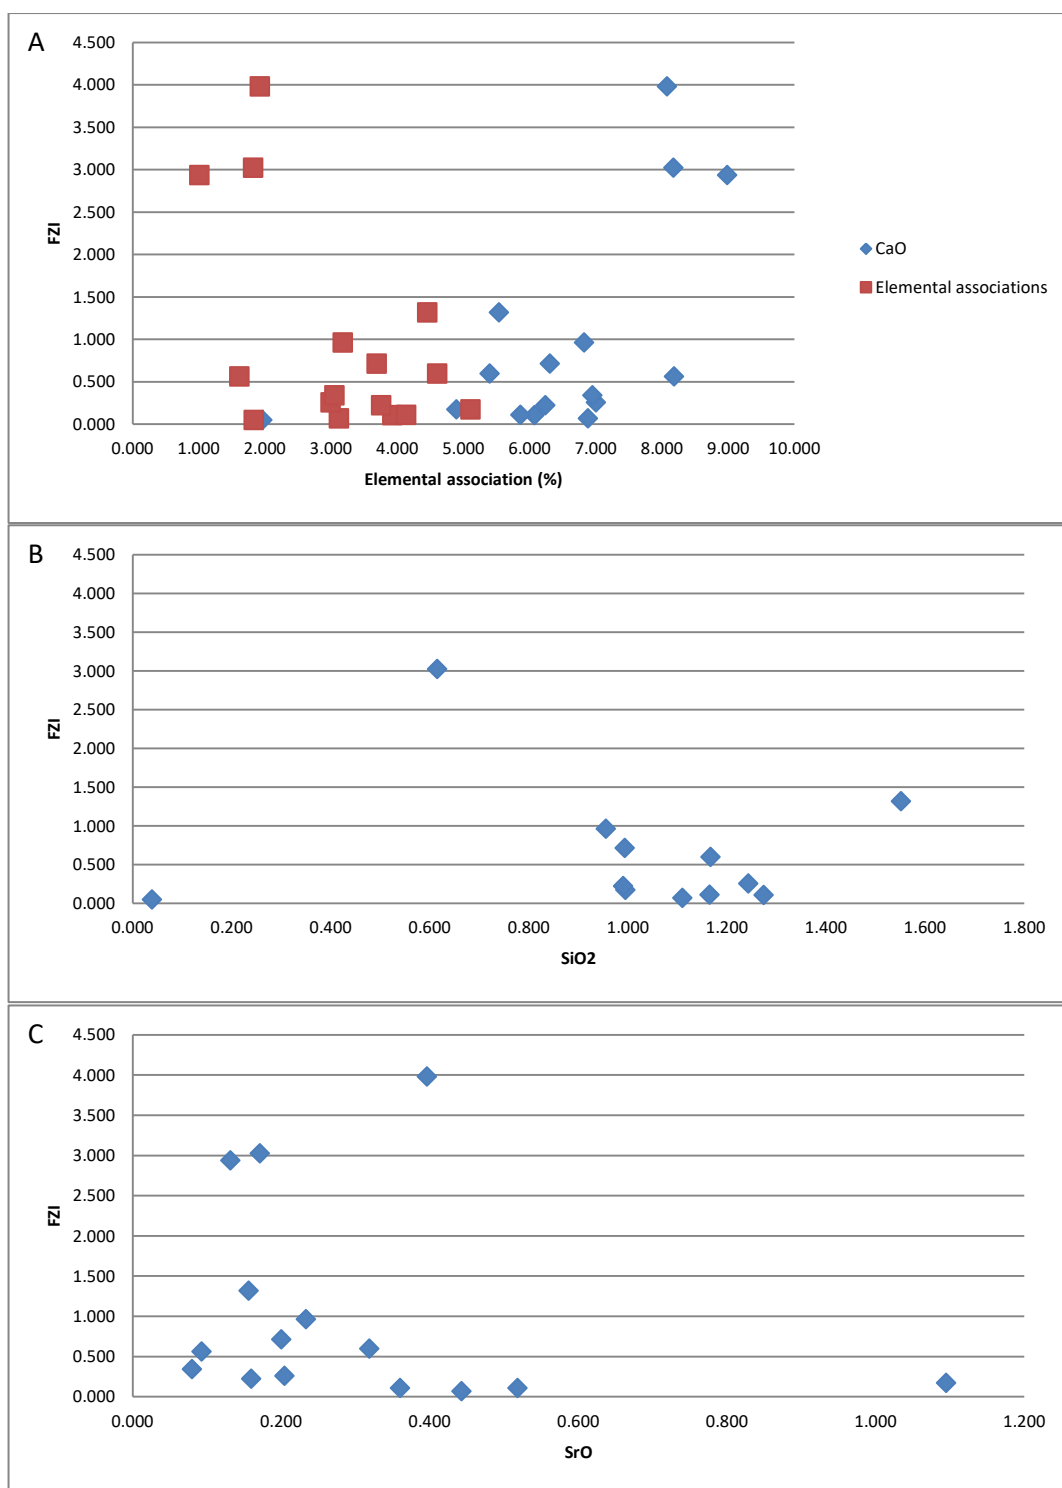 A
4.500
4.000
3.500
3.000
2.500
2.000
1.500
1.000
0.500
0.000
FZI
0.000 1.000 2.000 3.000 4.000 5.000 6.000 7.000 8.000 9.000 10.000
Elemental association (%)
CaO
Elemental associations
B
4.500
4.000
3.500
3.000
2.500
2.000
1.500
1.000
0.500
0.000
FZI
0.000 0.200 0.400 0.600 0.800 1.000 1.200 1.400 1.600 1.800
SiO2
C
4.500
4.000
3.500
3.000
2.500
2.000
1.500
1.000
0.500
0.000
FZI
0.000 0.200 0.400 0.600 0.800 1.000 1.200
SrO